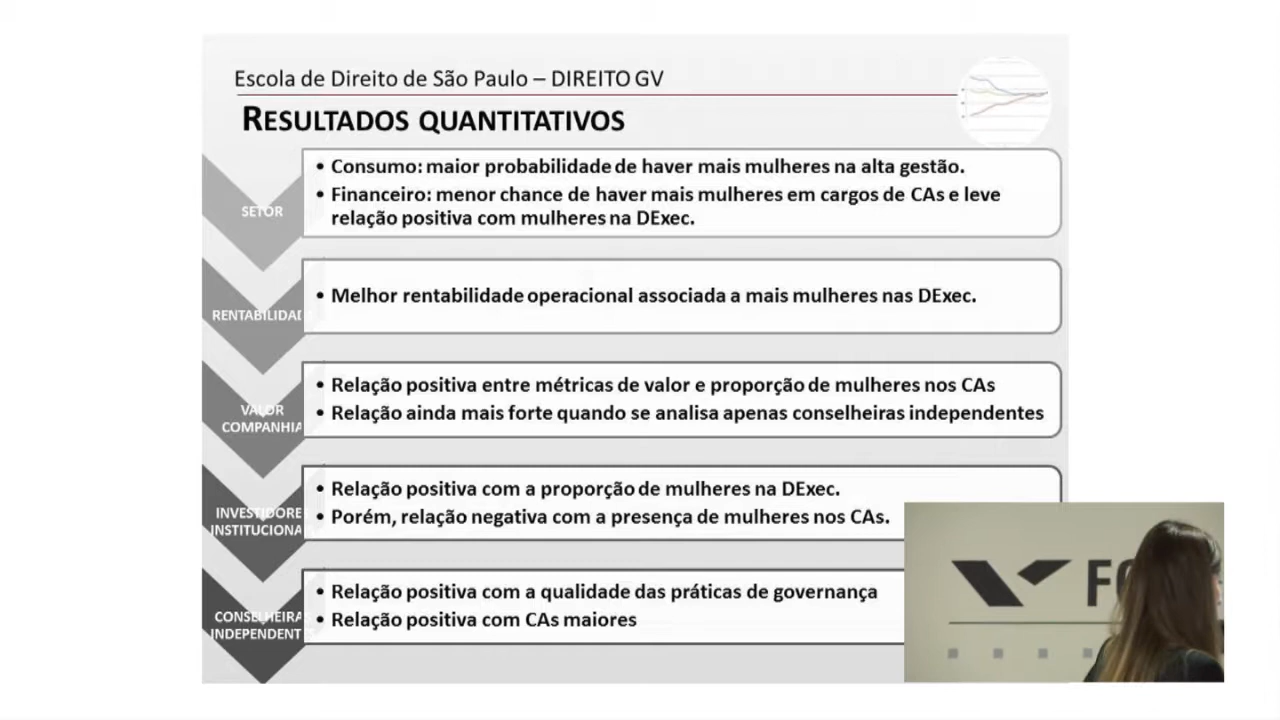 Escola de Direito de São Paulo – DIREITO GV
RESULTADOS QUANTITATIVOS
SETOR
• Consumo: maior probabilidade de haver mais mulheres na alta gestão.
• Financeiro: menor chance de haver mais mulheres em cargos de CAs e leve
relação positiva com mulheres na DExec.
RENTABILIDAD
• Melhor rentabilidade operacional associada a mais mulheres nas DExec.
VALOR
COMPANHIA
• Relação positiva entre métricas de valor e proporção de mulheres nos CAs
• Relação ainda mais forte quando se analisa apenas conselheiras independentes
INVESTIDORE
INSTITUCIONA
• Relação positiva com a proporção de mulheres na DExec.
• Porém, relação negativa com a presença de mulheres nos CAs.
CONSELHEIRA
INDEPENDENT
• Relação positiva com a qualidade das práticas de governança
• Relação positiva com CAs maiores